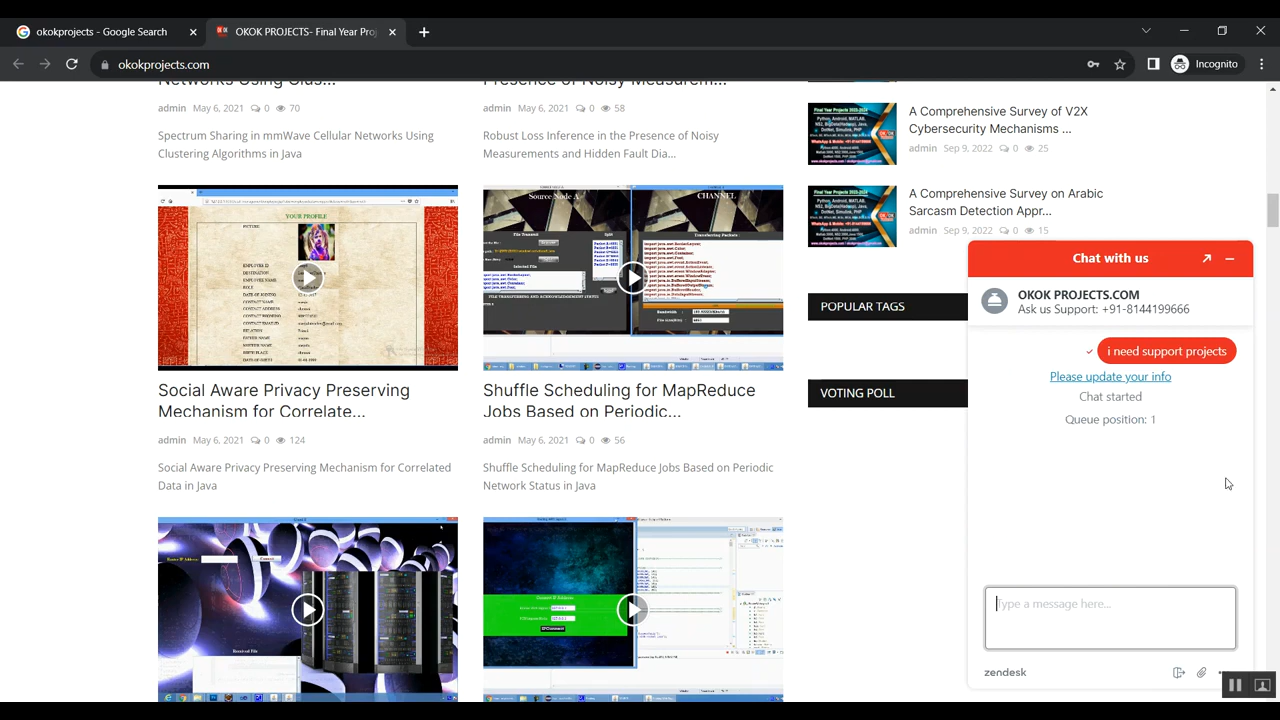 okokprojects - Google Search
OKOK PROJECTS- Final Year Proj
okokprojects.com
Incognito
Networks Using Clus...
Presence of Noisy Measurem...
admin May 6, 2021 0 70
admin May 6, 2021 0 58
Spectrum Sharing in mmWave Cellular Networks Using
Clustering Algorithms in Java
Robust Loss Inference in the Presence of Noisy
Measurements and Hidden Fault Dia...
YOUR PROFILE
Source Node A
CHANNEL
Social Aware Privacy Preserving
Mechanism for Correlate...
admin May 6, 2021 0 124
Social Aware Privacy Preserving Mechanism for Correlated
Data in Java
Shuffle Scheduling for MapReduce
Jobs Based on Periodic...
admin May 6, 2021 0 56
Shuffle Scheduling for MapReduce Jobs Based on Periodic
Network Status in Java
A Comprehensive Survey of V2X
Cybersecurity Mechanisms ...
admin Sep 9, 2022 0 25
A Comprehensive Survey on Arabic
Sarcasm Detection Appr...
admin Sep 9, 2022 0 15
POPULAR TAGS
VOTING POLL
Chat with us
OKOK PROJECTS.COM
Ask us Support +91 8144199666
i need support projects
Please update your info
Chat started
Queue position: 1
Type a message here...
zendesk